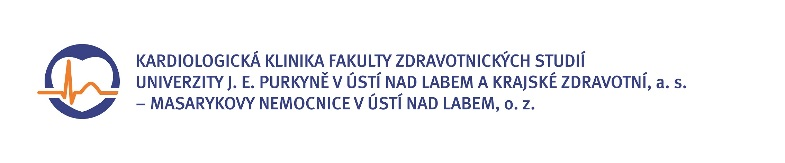 KARDIOLOGICKÁ KLINIKA FAKULTY ZDRAVOTNICKÝCH STUDIÍ
UNIVERZITY J. E. PURKYNĚ V ÚSTÍ NAD LABEM A KRAJSKÉ ZDRAVOTNÍ, a. s.
– MASARYKOVY NEMOCNICE V ÚSTÍ NAD LABEM, o. z.